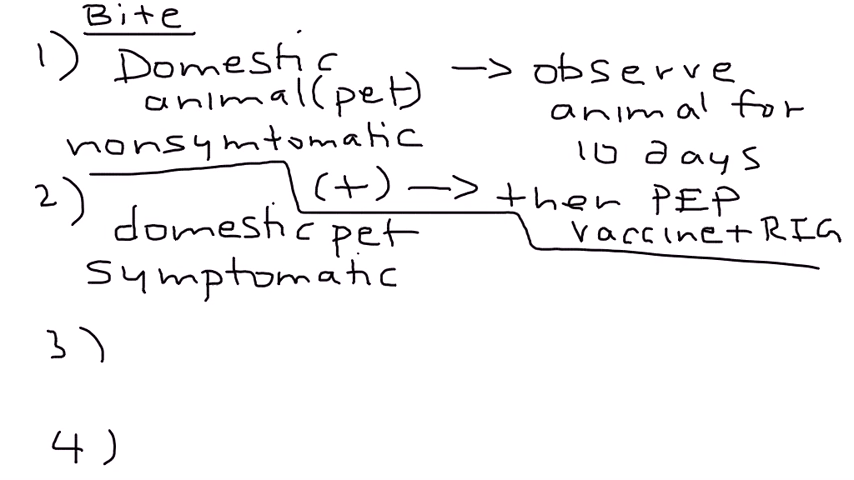 Bite
1) Domestic → observe
animal(pet) animal for
nonsymtomatic 10 days
2) (+) → then PEP
domestic pet vaccine + RIG
symptomatic
3)
4)